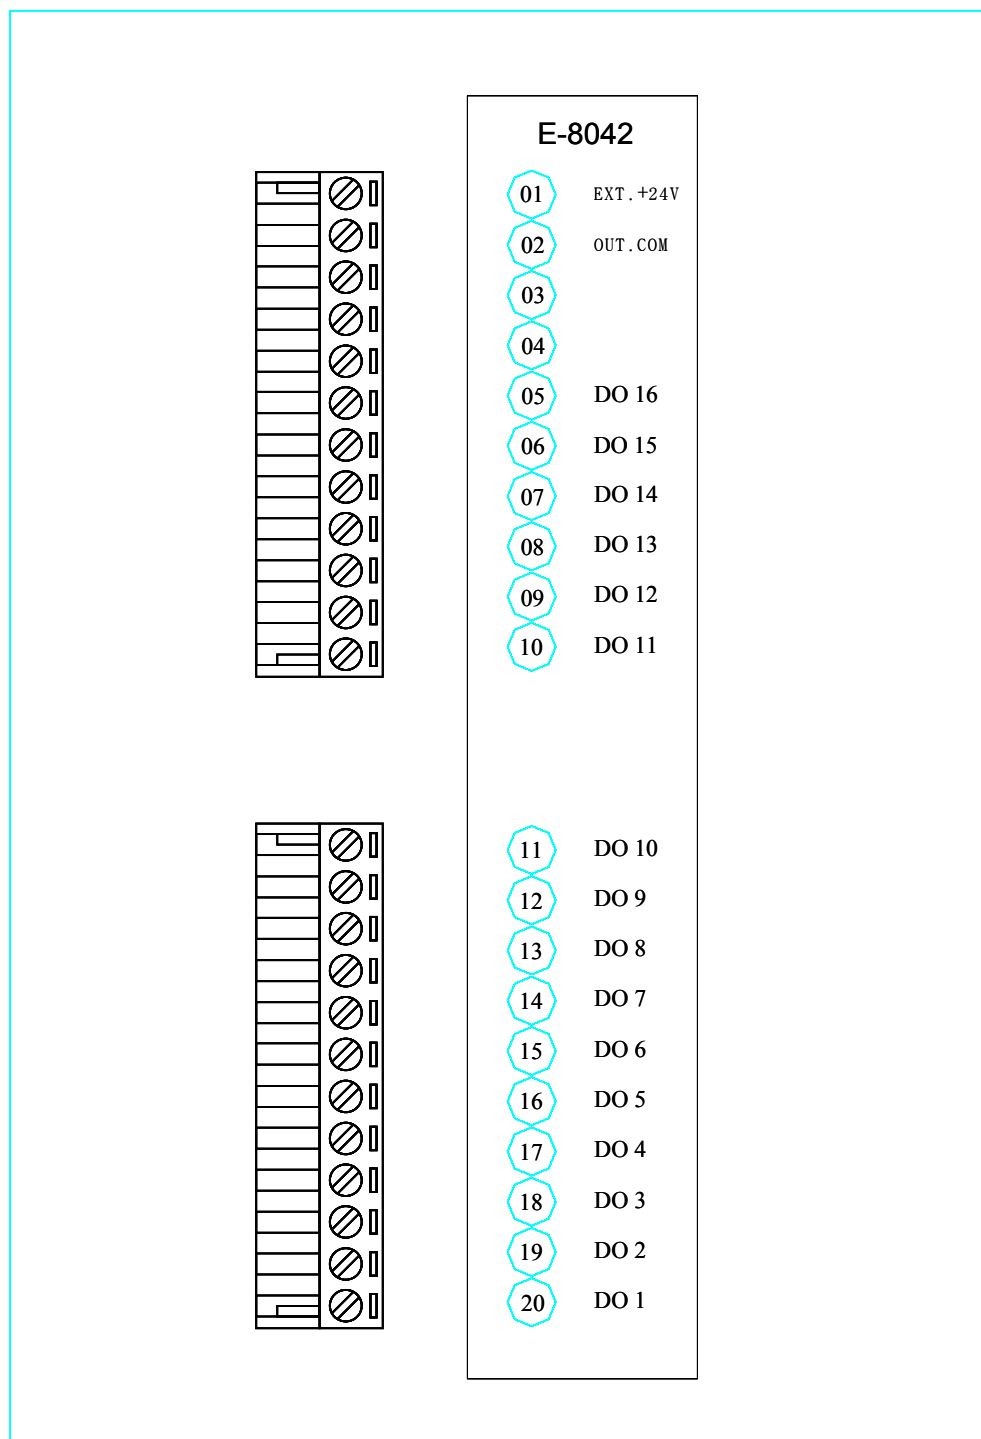 E-8042
01 EXT.+24V
02 OUT.COM
03
04
05 DO 16
06 DO 15
07 DO 14
08 DO 13
09 DO 12
10 DO 11
11 DO 10
12 DO 9
13 DO 8
14 DO 7
15 DO 6
16 DO 5
17 DO 4
18 DO 3
19 DO 2
20 DO 1